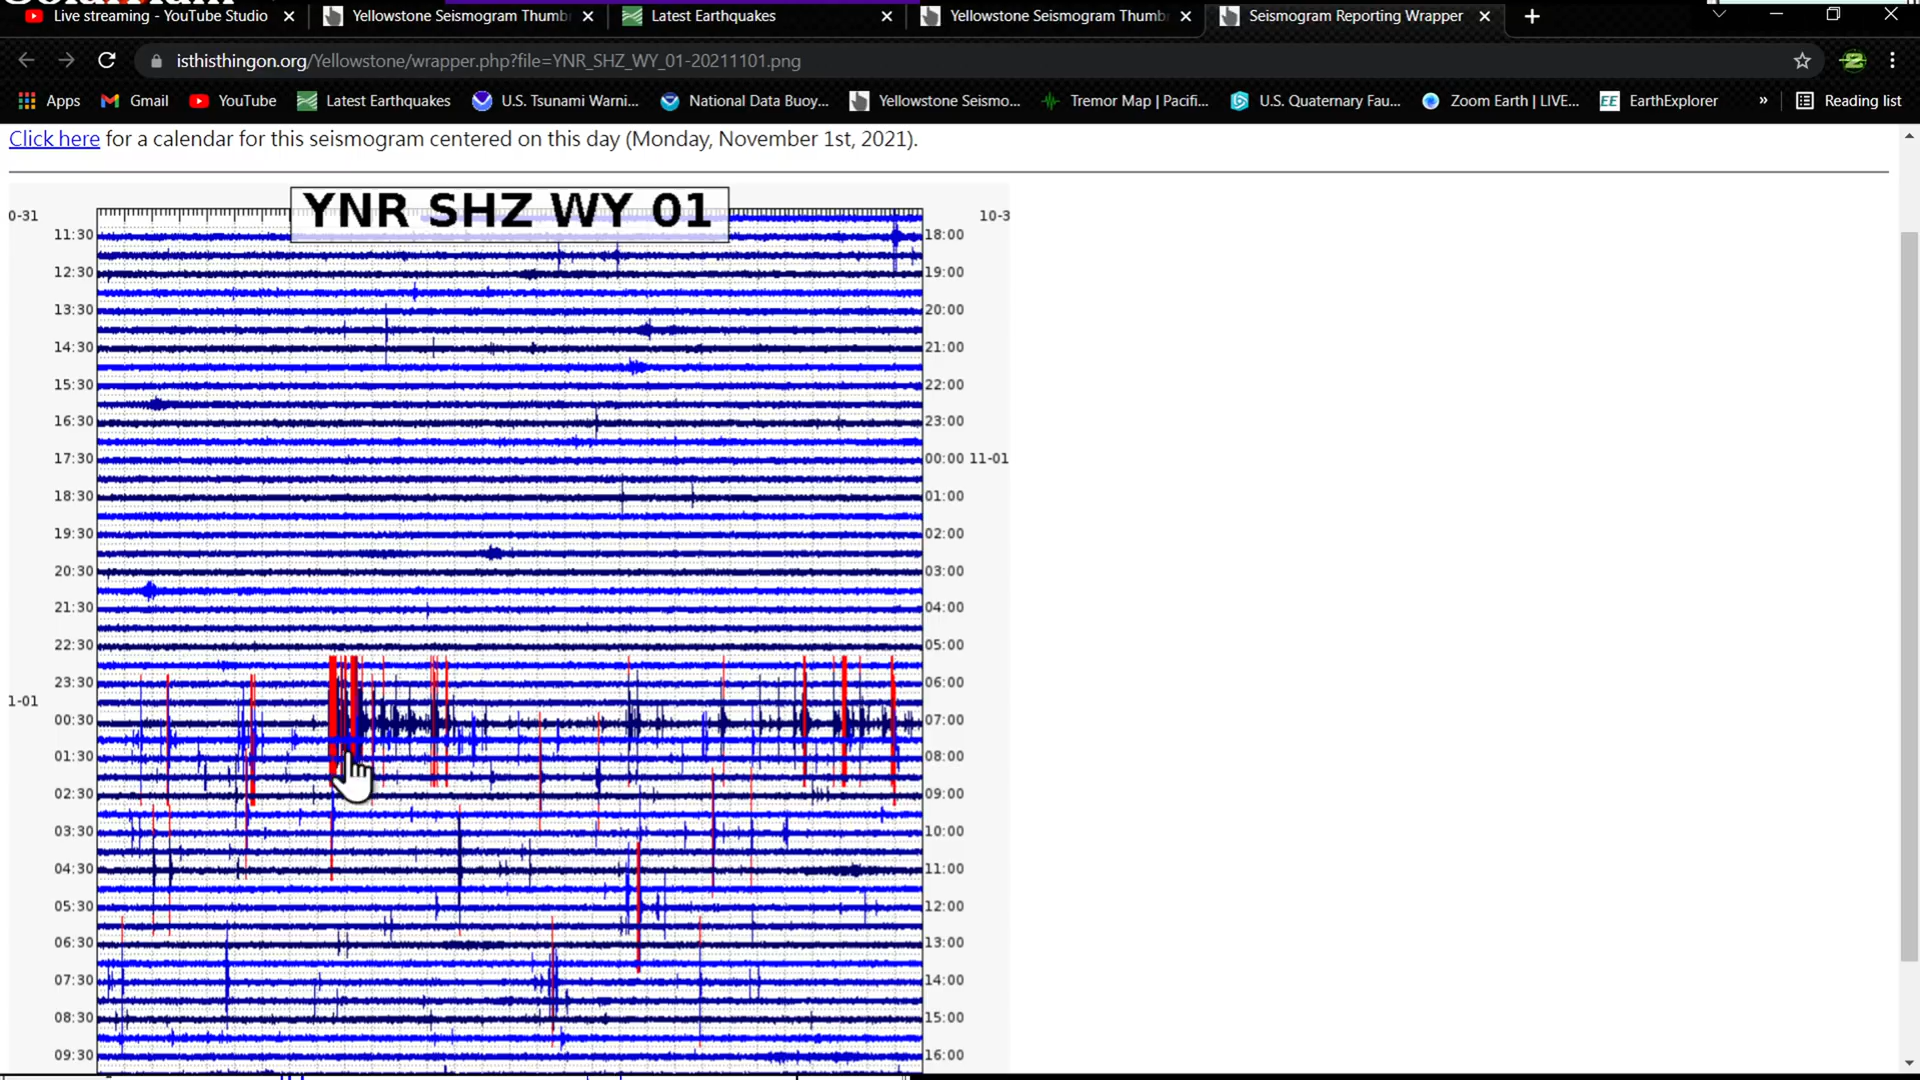 Live streaming - YouTube Studio
Yellowstone Seismogram Thumb
Latest Earthquakes
Yellowstone Seismogram Thumb
Seismogram Reporting Wrapper
isthisthingon.org/Yellowstone/wrapper.php?file=YNR_SHZ_WY_01-20211101.png
Apps
Gmail
YouTube
Latest Earthquakes
U.S. Tsunami Warni...
National Data Buoy...
Yellowstone Seismo...
Tremor Map | Pacifi...
U.S. Quaternary Fau...
Zoom Earth | LIVE...
EE EarthExplorer
»
Reading list
Click here for a calendar for this seismogram centered on this day (Monday, November 1st, 2021).
YNR SHZ WY 01
0-31 10-3
11:30 18:00
12:30 19:00
13:30 20:00
14:30 21:00
15:30 22:00
16:30 23:00
17:30 00:00 11-01
18:30 01:00
19:30 02:00
20:30 03:00
21:30 04:00
22:30 05:00
23:30 06:00
1-01
00:30 07:00
01:30 08:00
02:30 09:00
03:30 10:00
04:30 11:00
05:30 12:00
06:30 13:00
07:30 14:00
08:30 15:00
09:30 16:00